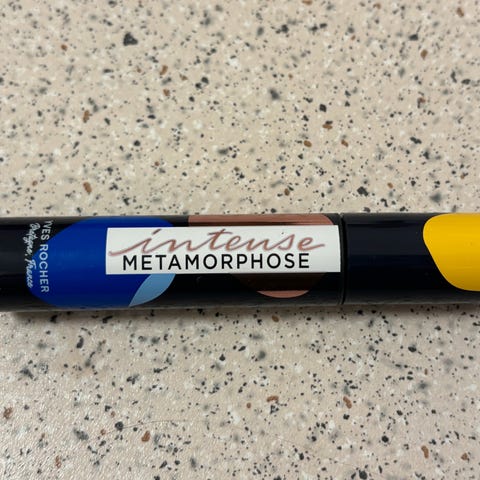 intense
METAMORPHOSE
YVES ROCHER
Bretagne, France